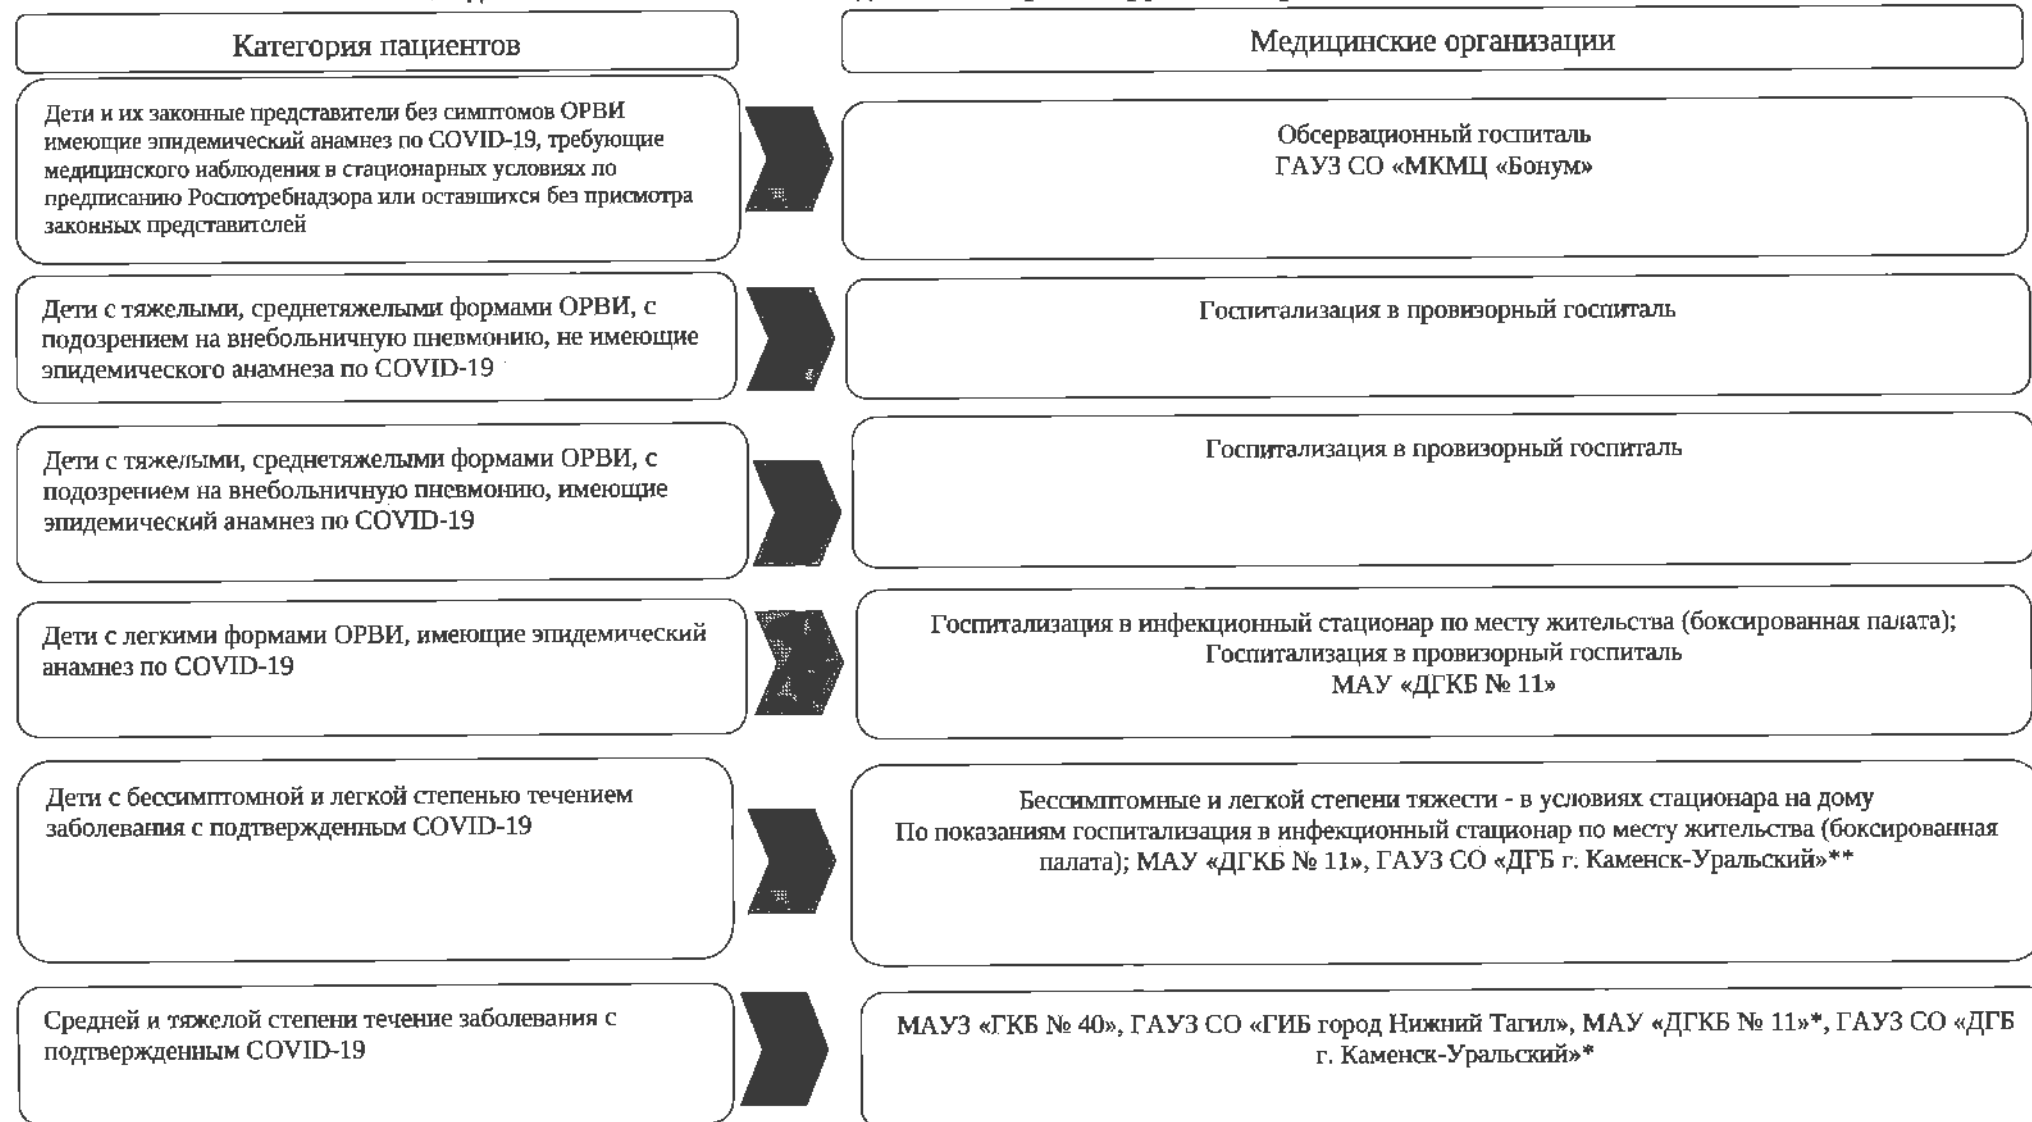 Категория пациентов
Медицинские организации
Дети и их законные представители без симптомов ОРВИ
имеющие эпидемический анамнез по COVID-19, требующие
медицинского наблюдения в стационарных условиях по
предписанию Роспотребнадзора или оставшихся без присмотра
законных представителей
Обсервационный госпиталь
ГАУЗ СО «МКМЦ «Бонум»
Дети с тяжелыми, среднетяжелыми формами ОРВИ, с
подозрением на внебольничную пневмонию, не имеющие
эпидемического анамнеза по COVID-19
Госпитализация в провизорный госпиталь
Дети с тяжелыми, среднетяжелыми формами ОРВИ, с
подозрением на внебольничную пневмонию, имеющие
эпидемический анамнез по COVID-19
Госпитализация в провизорный госпиталь
Дети с легкими формами ОРВИ, имеющие эпидемический
анамнез по COVID-19
Госпитализация в инфекционный стационар по месту жительства (боксированная палата);
Госпитализация в провизорный госпиталь
МАУ «ДГКБ № 11»
Дети с бессимптомной и легкой степенью течением
заболевания с подтвержденным COVID-19
Бессимптомные и легкой степени тяжести - в условиях стационара на дому
По показаниям госпитализация в инфекционный стационар по месту жительства (боксированная
палата); МАУ «ДГКБ № 11», ГАУЗ СО «ДГБ г. Каменск-Уральский»**
Средней и тяжелой степени течение заболевания с
подтвержденным COVID-19
МАУЗ «ГКБ № 40», ГАУЗ СО «ГИБ город Нижний Тагил», МАУ «ДГКБ № 11»*, ГАУЗ СО «ДГБ
г. Каменск-Уральский»*